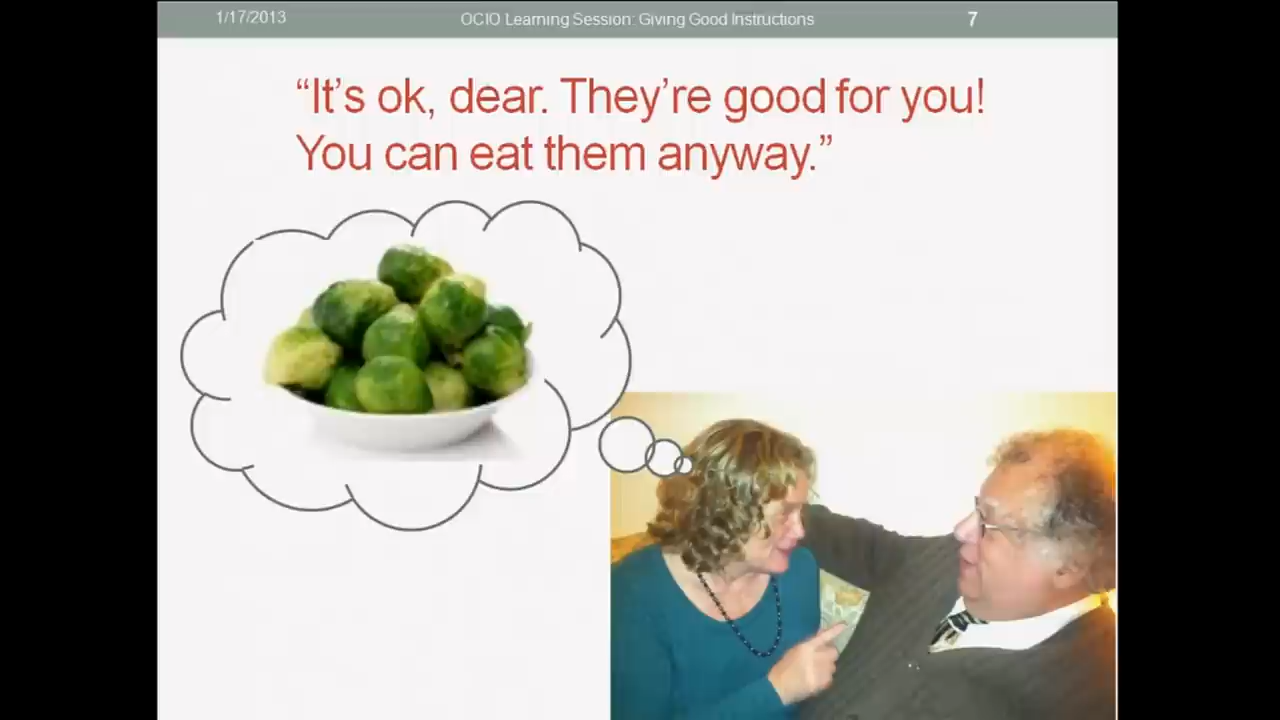 1/17/2013 OCIO Learning Session: Giving Good Instructions 7
“It’s ok, dear. They’re good for you!
You can eat them anyway.”